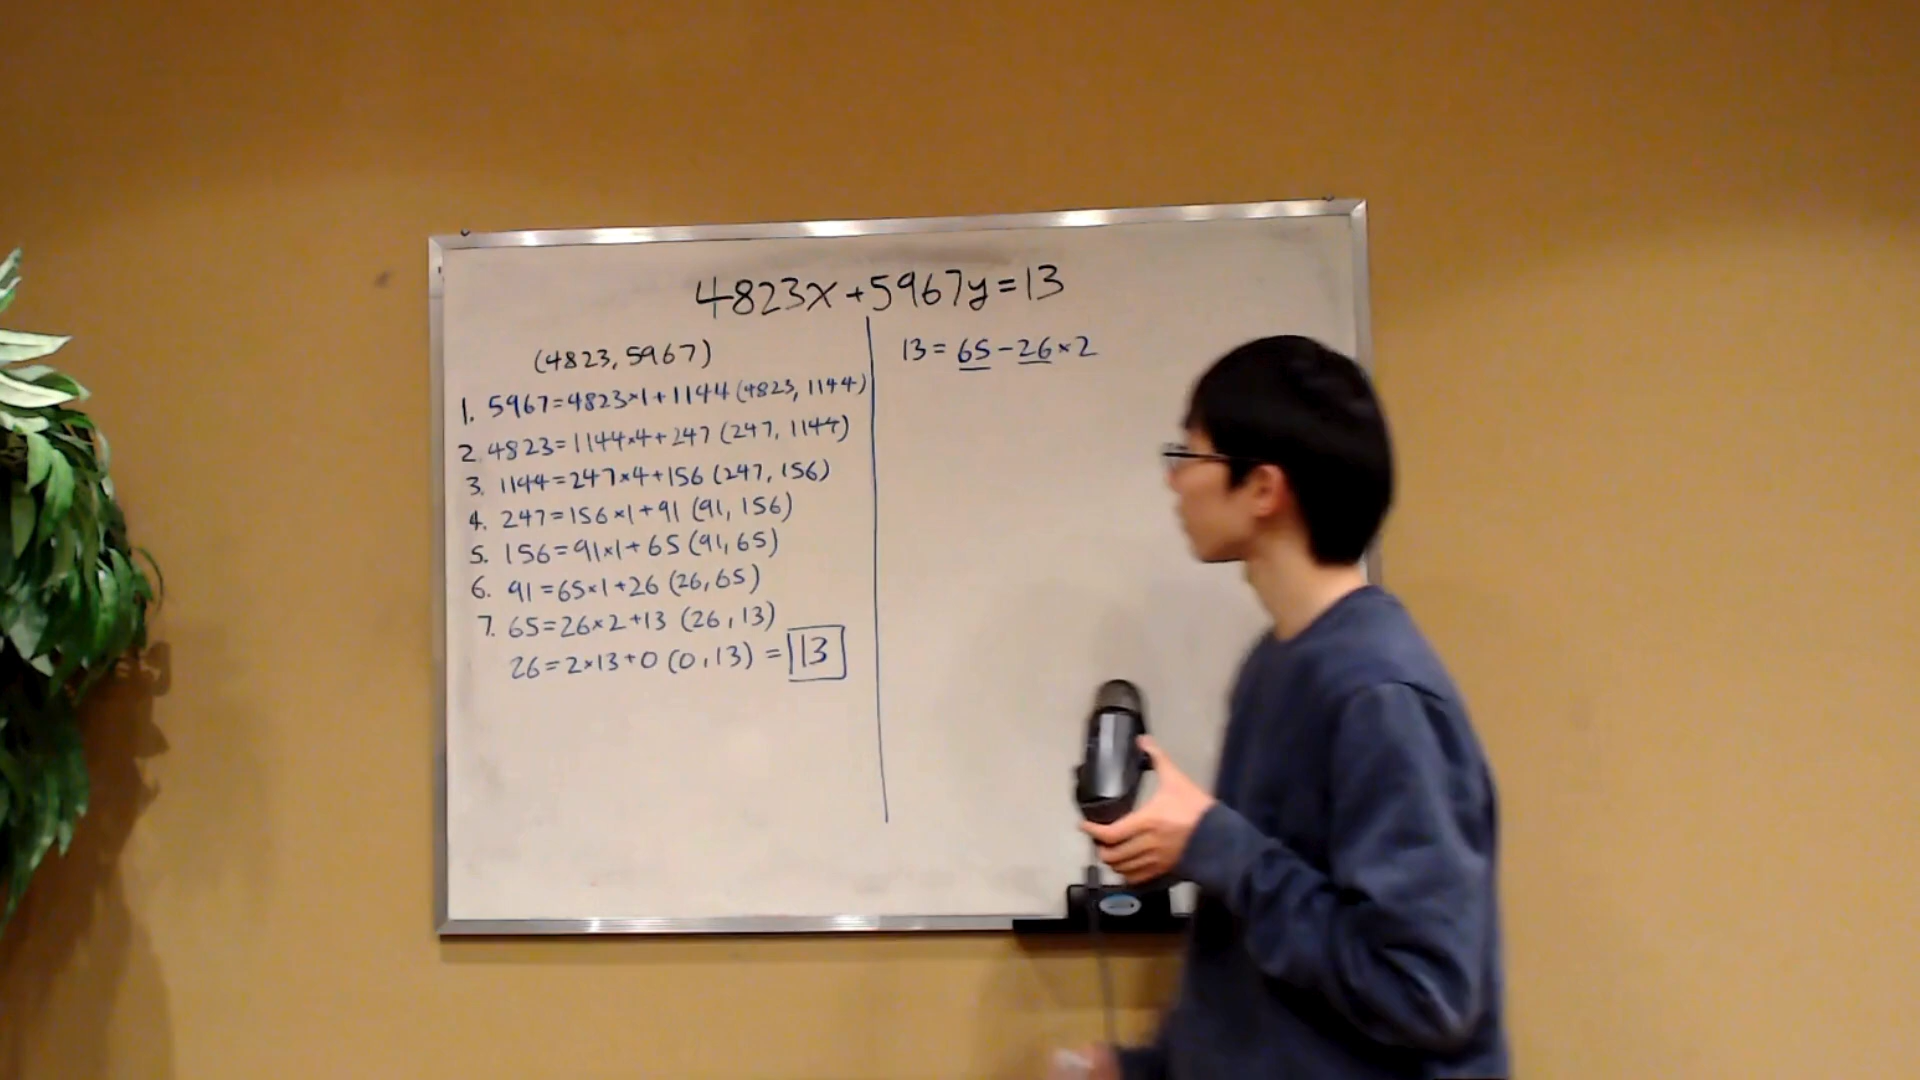 4823x+5967y=13
(4823, 5967)
1. 5967=4823×1+1144 (4823, 1144)
2 4823=1144×4+247 (247, 1144)
3. 1144=247×4+156 (247, 156)
4. 247=156×1+91 (91, 156)
5. 156=91×1+65 (91, 65)
6. 91=65×1+26 (26, 65)
7. 65=26×2+13 (26, 13)
26=2×13+0 (0, 13) = 13
13=65-26×2